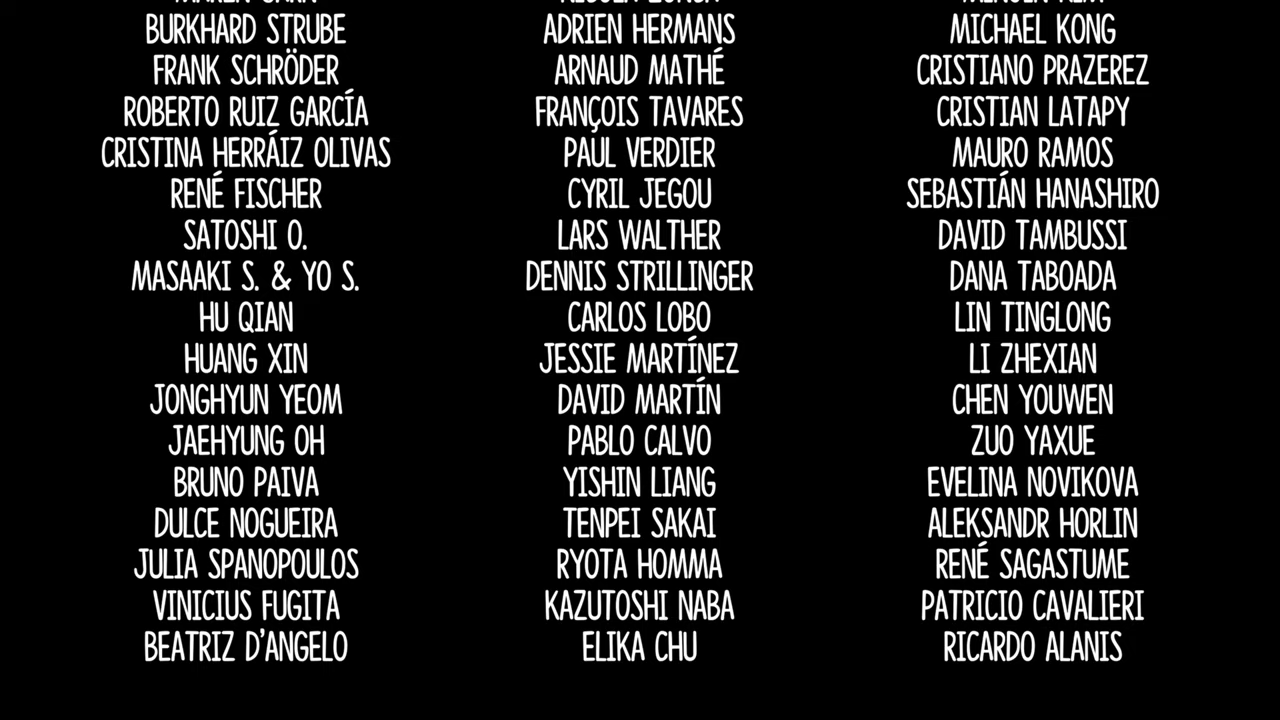 BURKHARD STRUBE ADRIEN HERMANS MICHAEL KONG
FRANK SCHRÖDER ARNAUD MATHÉ CRISTIANO PRAZEREZ
ROBERTO RUIZ GARCÍA FRANÇOIS TAVARES CRISTIAN LATAPY
CRISTINA HERRÁIZ OLIVAS PAUL VERDIER MAURO RAMOS
RENÉ FISCHER CYRIL JEGOU SEBASTIÁN HANASHIRO
SATOSHI O. LARS WALTHER DAVID TAMBUSSI
MASAAKI S. & YO S. DENNIS STRILLINGER DANA TABOADA
HU QIAN CARLOS LOBO LIN TINGLONG
HUANG XIN JESSIE MARTÍNEZ LI ZHEXIAN
JONGHYUN YEOM DAVID MARTÍN CHEN YOUWEN
JAEHYUNG OH PABLO CALVO ZUO YAXUE
BRUNO PAIVA YISHIN LIANG EVELINA NOVIKOVA
DULCE NOGUEIRA TENPEI SAKAI ALEKSANDR HORLIN
JULIA SPANOPOULOS RYOTA HOMMA RENÉ SAGASTUME
VINICIUS FUGITA KAZUTOSHI NABA PATRICIO CAVALIERI
BEATRIZ D'ANGELO ELIKA CHU RICARDO ALANIS